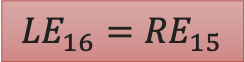 LE₁₆ = RE₁₅